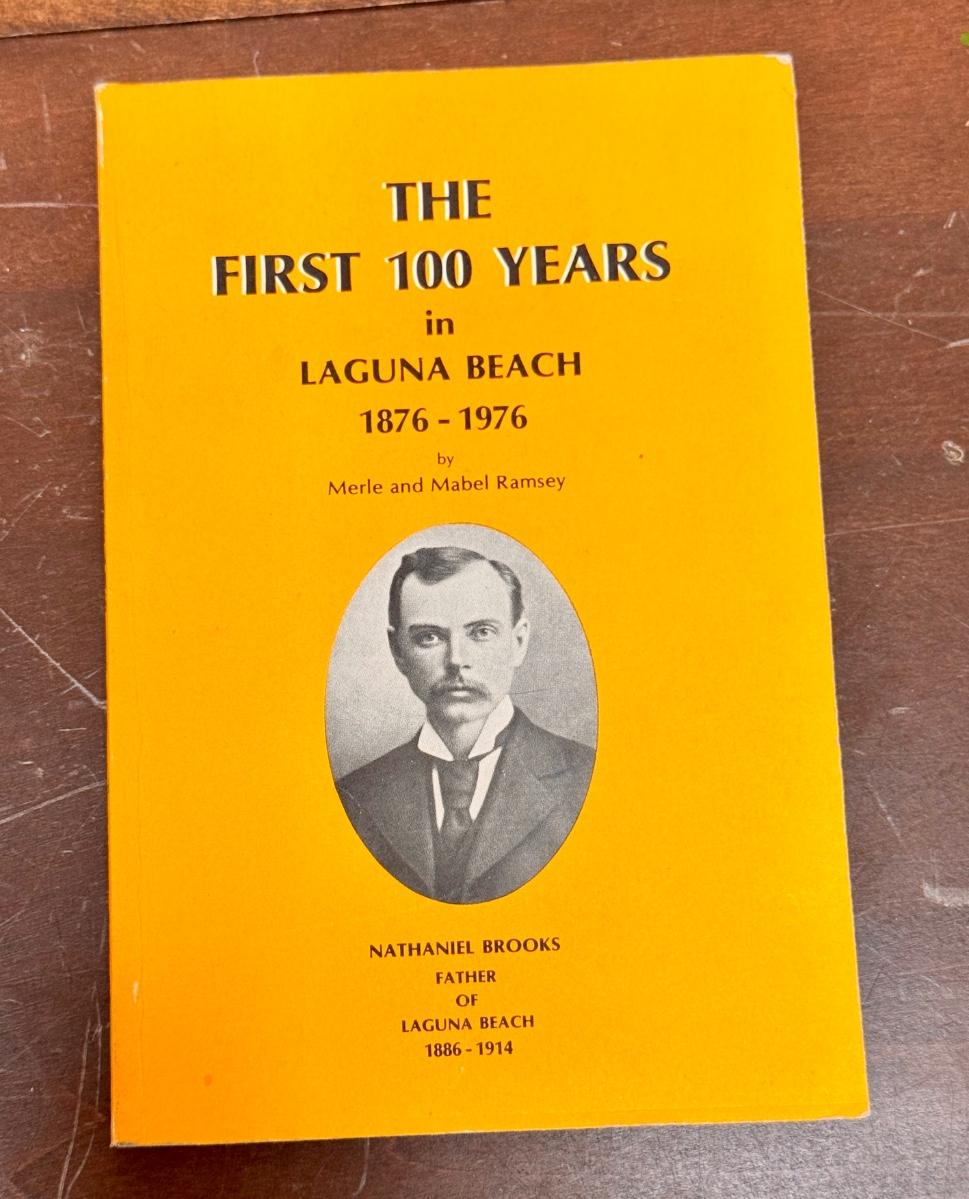 THE
FIRST 100 YEARS
in
LAGUNA BEACH
1876 - 1976
by
Merle and Mabel Ramsey
NATHANIEL BROOKS
FATHER
OF
LAGUNA BEACH
1886 - 1914